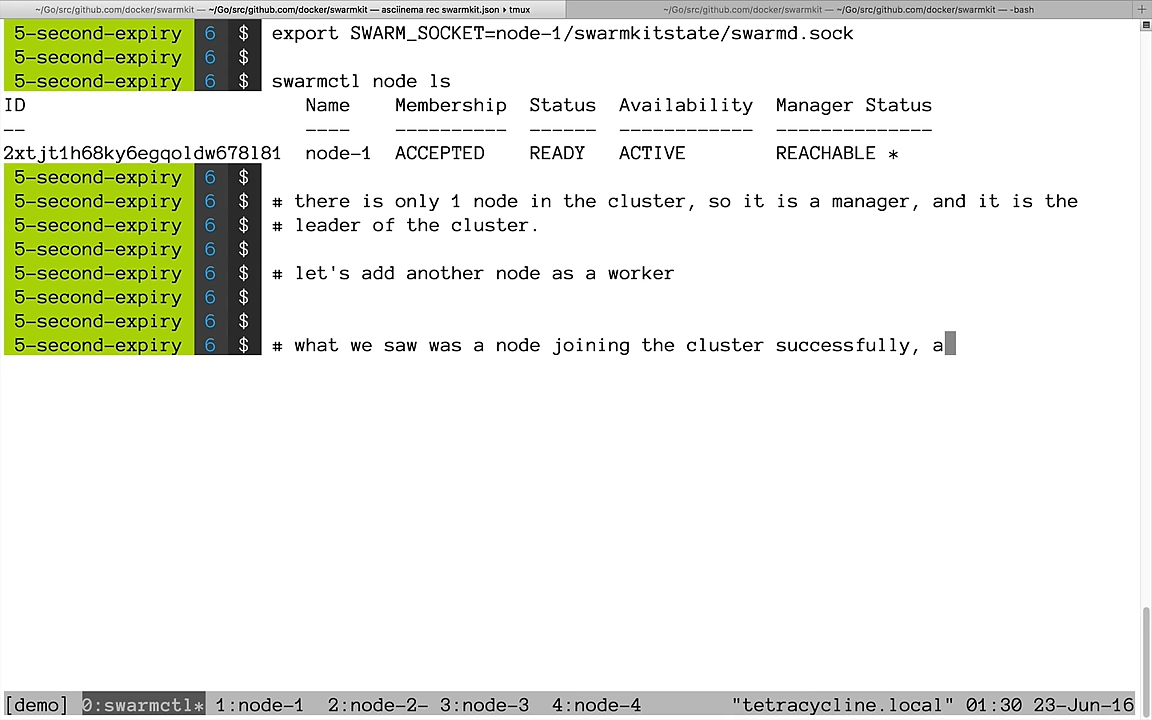 ~/Go/src/github.com/docker/swarmkit — ~/Go/src/github.com/docker/swarmkit — asciinema rec swarmkit.json ▸ tmux
~/Go/src/github.com/docker/swarmkit — ~/Go/src/github.com/docker/swarmkit — -bash +
5-second-expiry 6 $ export SWARM_SOCKET=node-1/swarmkitstate/swarmd.sock
5-second-expiry 6 $
5-second-expiry 6 $ swarmctl node ls
ID Name Membership Status Availability Manager Status
-- ---- ---------- ------ ------------ --------------
2xtjt1h68ky6egqoldw678l81 node-1 ACCEPTED READY ACTIVE REACHABLE *
5-second-expiry 6 $
5-second-expiry 6 $ # there is only 1 node in the cluster, so it is a manager, and it is the
5-second-expiry 6 $ # leader of the cluster.
5-second-expiry 6 $
5-second-expiry 6 $ # let's add another node as a worker
5-second-expiry 6 $
5-second-expiry 6 $
5-second-expiry 6 $ # what we saw was a node joining the cluster successfully, a
[demo] 0:swarmctl* 1:node-1 2:node-2- 3:node-3 4:node-4 "tetracycline.local" 01:30 23-Jun-16